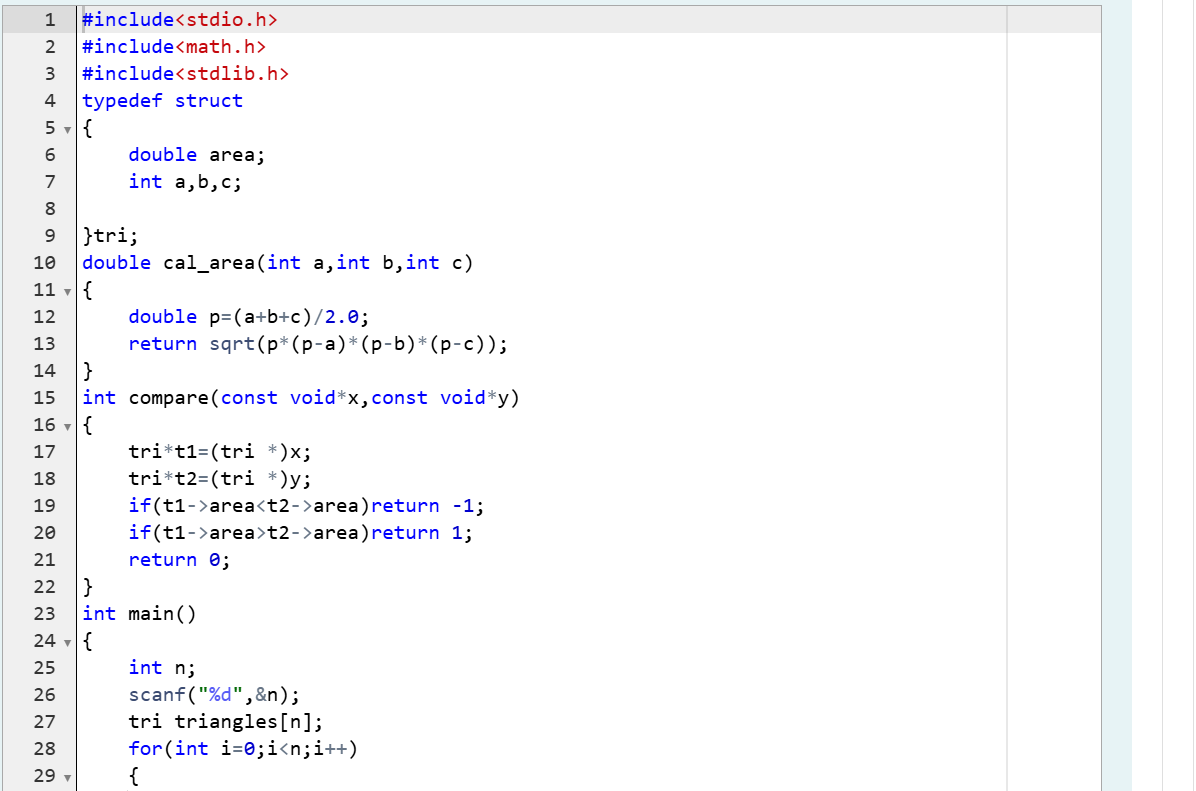 1 #include<stdio.h>
2 #include<math.h>
3 #include<stdlib.h>
4 typedef struct
5 {
6     double area;
7     int a,b,c;
8
9 }tri;
10 double cal_area(int a,int b,int c)
11 {
12     double p=(a+b+c)/2.0;
13     return sqrt(p*(p-a)*(p-b)*(p-c));
14 }
15 int compare(const void*x,const void*y)
16 {
17     tri*t1=(tri *)x;
18     tri*t2=(tri *)y;
19     if(t1->area<t2->area)return -1;
20     if(t1->area>t2->area)return 1;
21     return 0;
22 }
23 int main()
24 {
25     int n;
26     scanf("%d",&n);
27     tri triangles[n];
28     for(int i=0;i<n;i++)
29     {